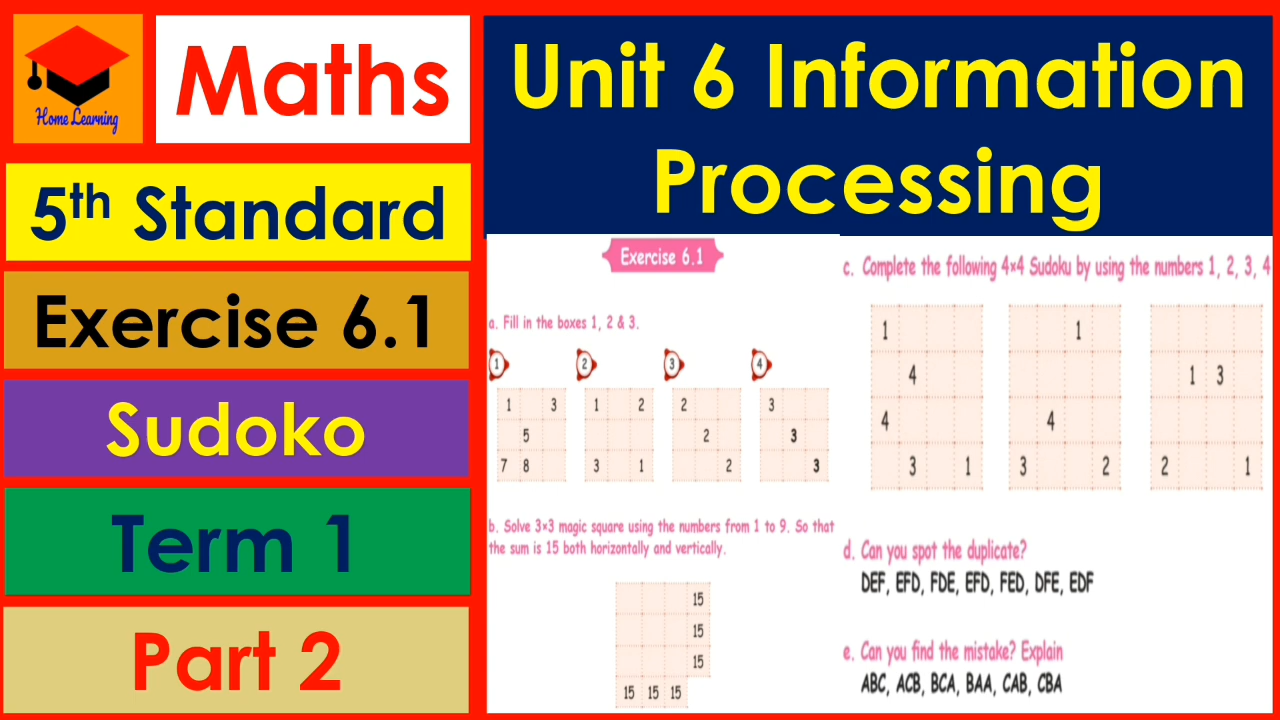 Home Learning
Maths
5th Standard
Exercise 6.1
Sudoko
Term 1
Part 2
Unit 6 Information
Processing
Exercise 6.1
a. Fill in the boxes 1, 2 & 3.
1 2 3 4
1 3 1 2 2 3
5 2 3
7 8 3 1 2 3
b. Solve 3×3 magic square using the numbers from 1 to 9. So that
the sum is 15 both horizontally and vertically.
15
15
15
15 15 15
c. Complete the following 4×4 Sudoku by using the numbers 1, 2, 3, 4
1 1
4 1 3
4 4
3 1 3 2 2 1
d. Can you spot the duplicate?
DEF, EFD, FDE, EFD, FED, DFE, EDF
e. Can you find the mistake? Explain
ABC, ACB, BCA, BAA, CAB, CBA